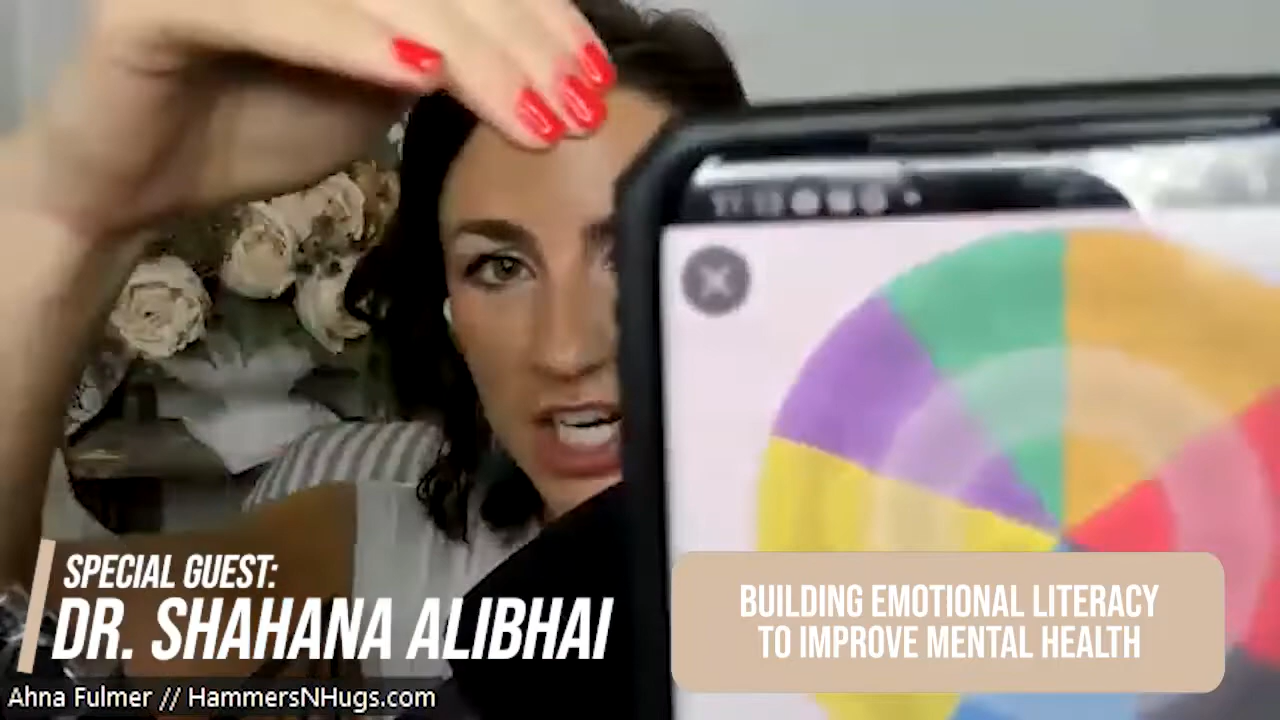 SPECIAL GUEST:
DR. SHAHANA ALIBHAI
BUILDING EMOTIONAL LITERACY
TO IMPROVE MENTAL HEALTH
Ahna Fulmer // HammersNHugs.com